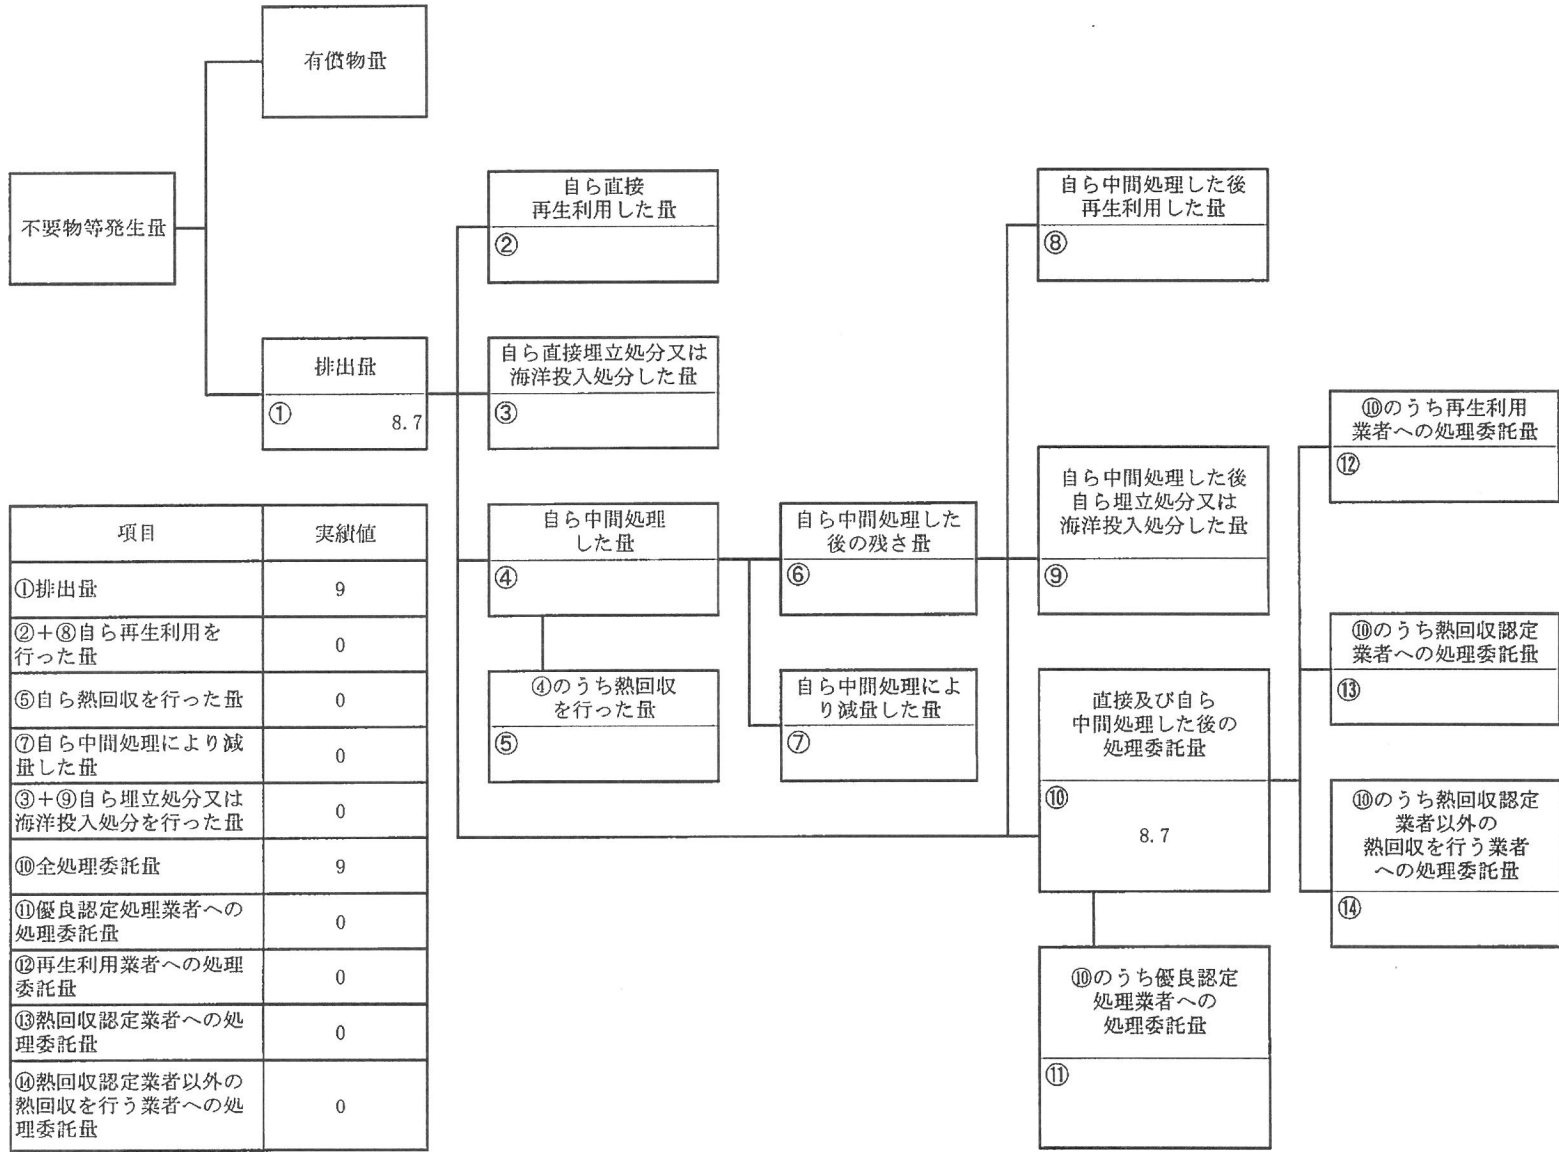 有償物量
不要物等発生量
排出量
①
8.7
自ら直接
再生利用した量
②
自ら直接埋立処分又は
海洋投入処分した量
③
自ら中間処理
した量
④
④のうち熱回収
を行った量
⑤
自ら中間処理した
後の残さ量
⑥
自ら中間処理によ
り減量した量
⑦
自ら中間処理した後
再生利用した量
⑧
自ら中間処理した後
自ら埋立処分又は
海洋投入処分した量
⑨
直接及び自ら
中間処理した後の
処理委託量
⑩
8.7
⑩のうち優良認定
処理業者への
処理委託量
⑪
⑩のうち再生利用
業者への処理委託量
⑫
⑩のうち熱回収認定
業者への処理委託量
⑬
⑩のうち熱回収認定
業者以外の
熱回収を行う業者
への処理委託量
⑭
項目 実績値
①排出量 9
②+⑧自ら再生利用を
行った量 0
⑤自ら熱回収を行った量 0
⑦自ら中間処理により減
量した量 0
③+⑨自ら埋立処分又は
海洋投入処分を行った量 0
⑩全処理委託量 9
⑪優良認定処理業者への
処理委託量 0
⑫再生利用業者への処理
委託量 0
⑬熱回収認定業者への処
理委託量 0
⑭熱回収認定業者以外の
熱回収を行う業者への処
理委託量 0